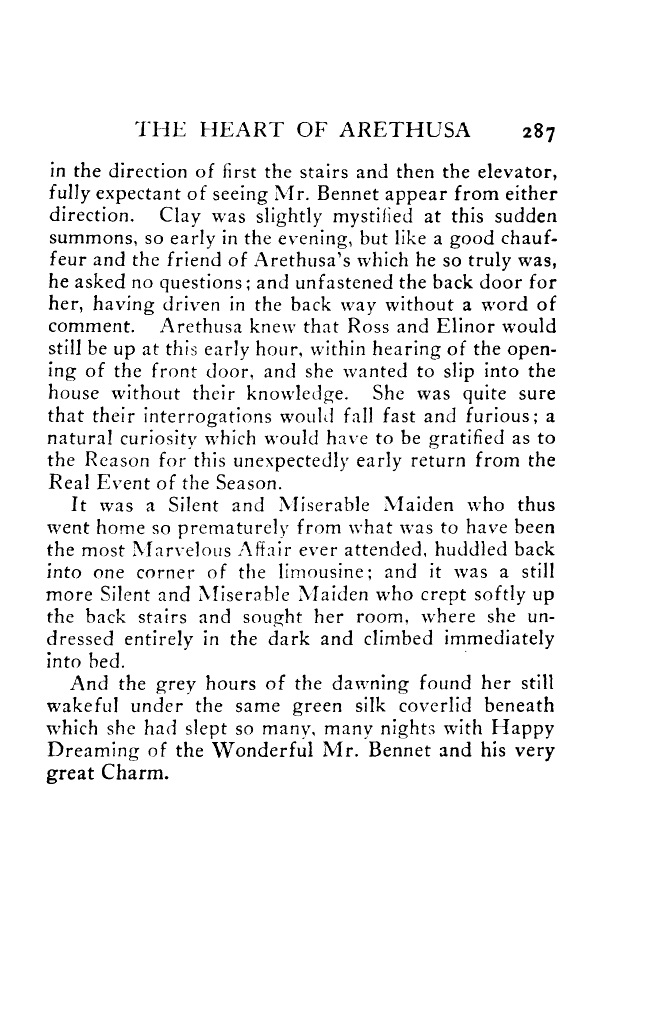 THE HEART OF ARETHUSA 287
in the direction of first the stairs and then the elevator,
fully expectant of seeing Mr. Bennet appear from either
direction. Clay was slightly mystified at this sudden
summons, so early in the evening, but like a good chauf-
feur and the friend of Arethusa's which he so truly was,
he asked no questions; and unfastened the back door for
her, having driven in the back way without a word of
comment. Arethusa knew that Ross and Elinor would
still be up at this early hour, within hearing of the open-
ing of the front door, and she wanted to slip into the
house without their knowledge. She was quite sure
that their interrogations would fall fast and furious; a
natural curiosity which would have to be gratified as to
the Reason for this unexpectedly early return from the
Real Event of the Season.
It was a Silent and Miserable Maiden who thus
went home so prematurely from what was to have been
the most Marvelous Affair ever attended, huddled back
into one corner of the limousine; and it was a still
more Silent and Miserable Maiden who crept softly up
the back stairs and sought her room, where she un-
dressed entirely in the dark and climbed immediately
into bed.
And the grey hours of the dawning found her still
wakeful under the same green silk coverlid beneath
which she had slept so many, many nights with Happy
Dreaming of the Wonderful Mr. Bennet and his very
great Charm.